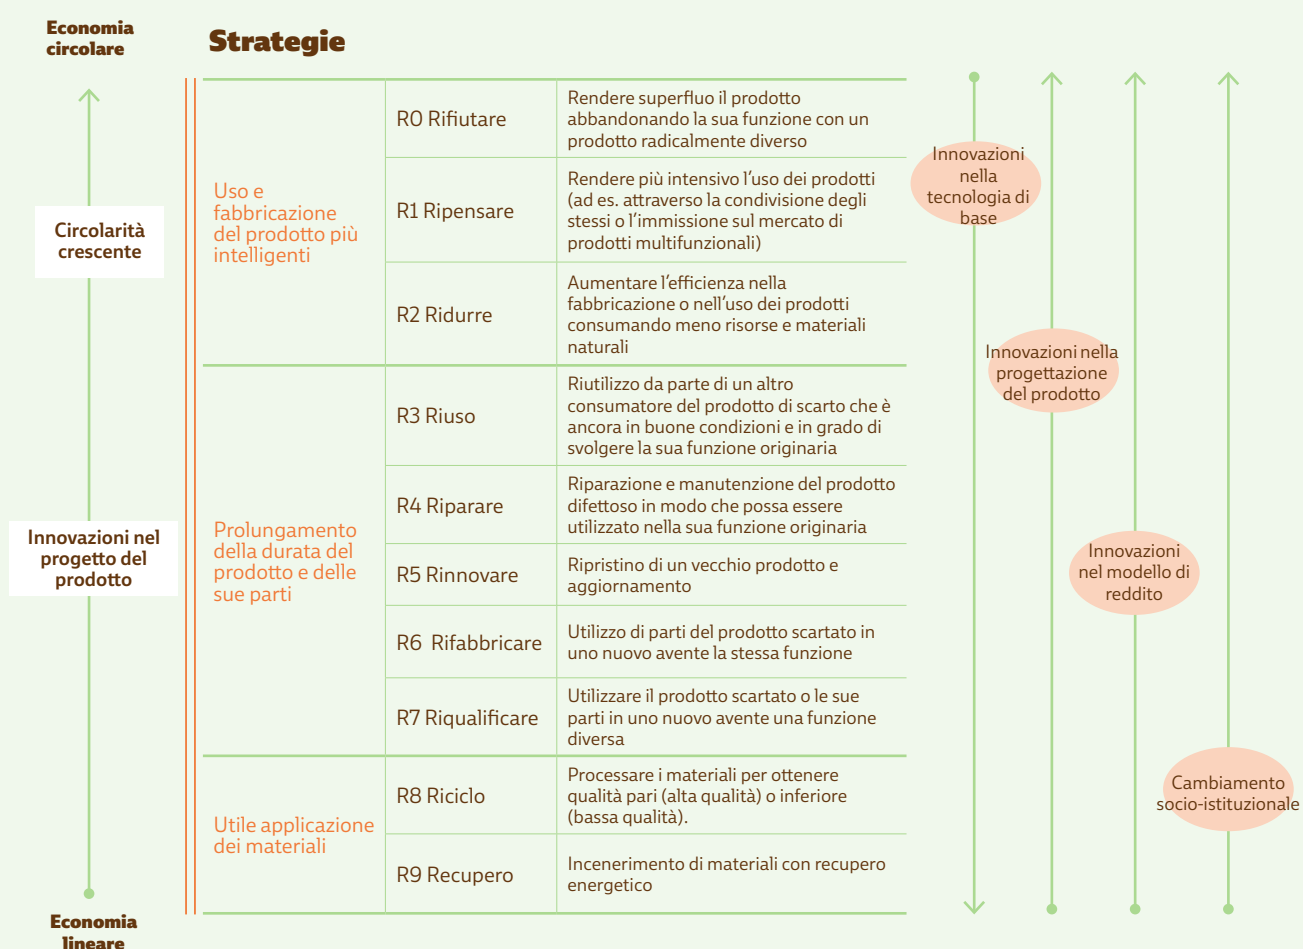 Economia
circolare
Strategie
Circolarità
crescente
Innovazioni nel
progetto del
prodotto
Economia
lineare
Uso e
fabbricazione
del prodotto più
intelligenti
R0 Rifiutare
Rendere superfluo il prodotto
abbandonando la sua funzione con un
prodotto radicalmente diverso
R1 Ripensare
Rendere più intensivo l'uso dei prodotti
(ad es. attraverso la condivisione degli
stessi o l'immissione sul mercato di
prodotti multifunzionali)
R2 Ridurre
Aumentare l'efficienza nella
fabbricazione o nell'uso dei prodotti
consumando meno risorse e materiali
naturali
Prolungamento
della durata del
prodotto e delle
sue parti
R3 Riuso
Riutilizzo da parte di un altro
consumatore del prodotto di scarto che è
ancora in buone condizioni e in grado di
svolgere la sua funzione originaria
R4 Riparare
Riparazione e manutenzione del prodotto
difettoso in modo che possa essere
utilizzato nella sua funzione originaria
R5 Rinnovare
Ripristino di un vecchio prodotto e
aggiornamento
R6 Rifabbricare
Utilizzo di parti del prodotto scartato in
uno nuovo avente la stessa funzione
R7 Riqualificare
Utilizzare il prodotto scartato o le sue
parti in uno nuovo avente una funzione
diversa
Utile applicazione
dei materiali
R8 Riciclo
Processare i materiali per ottenere
qualità pari (alta qualità) o inferiore
(bassa qualità).
R9 Recupero
Incenerimento di materiali con recupero
energetico
Innovazioni
nella
tecnologia di
base
Innovazioni nella
progettazione
del prodotto
Innovazioni
nel modello di
reddito
Cambiamento
socio-istituzionale